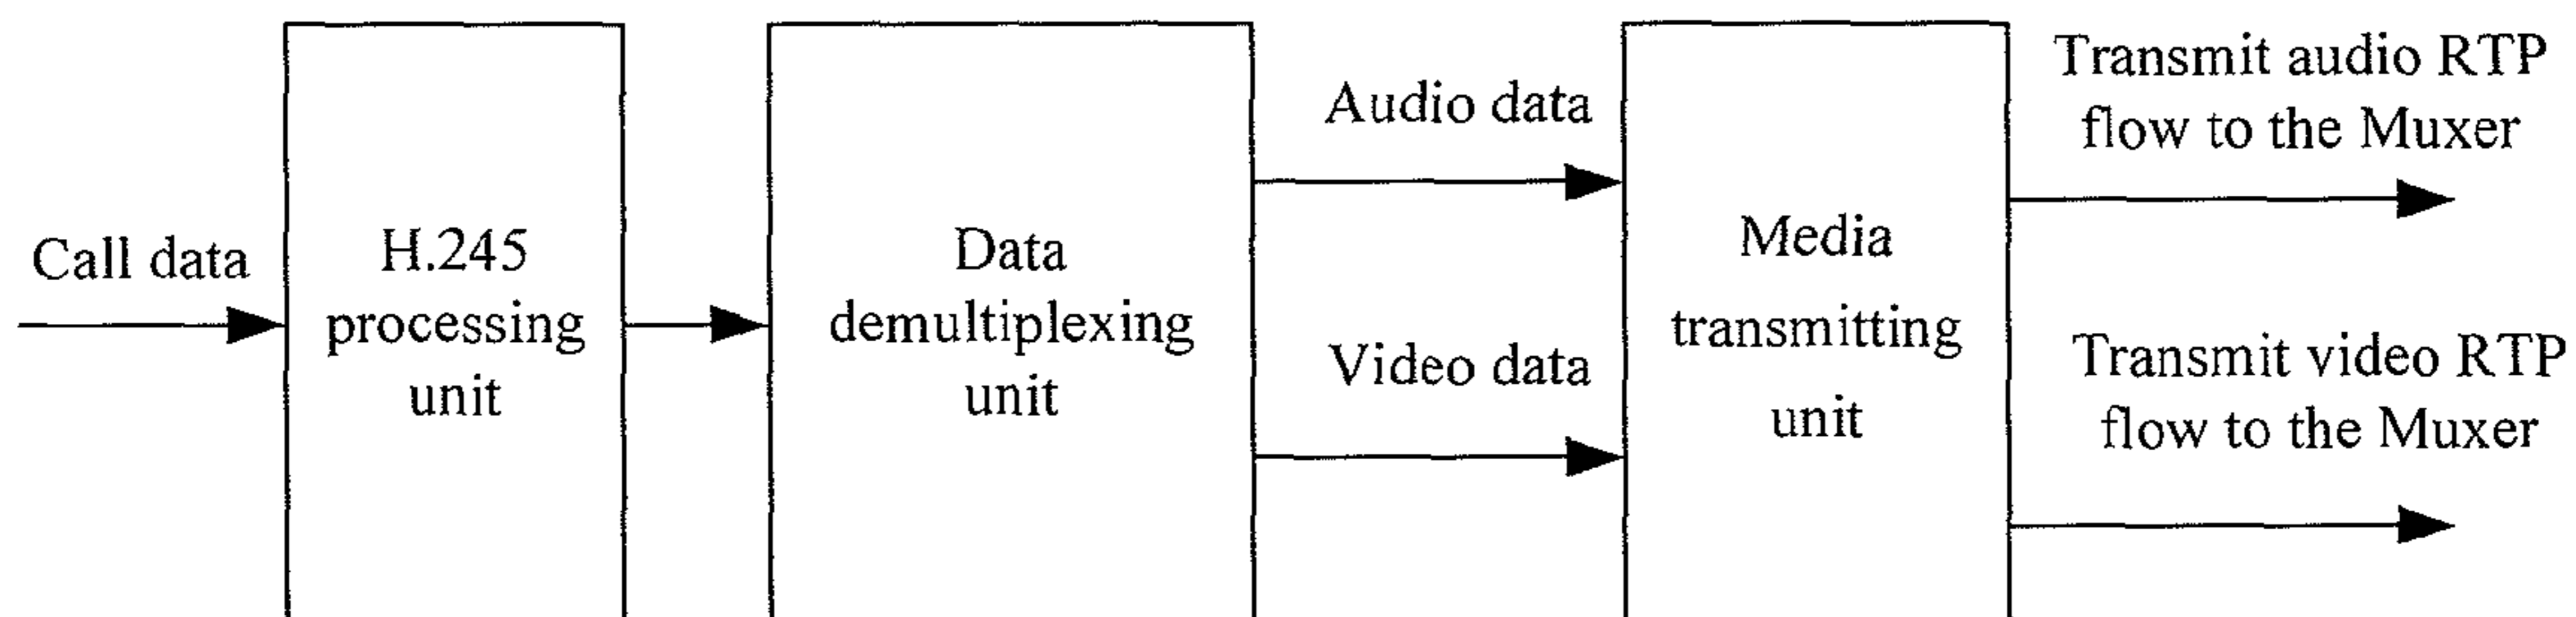 Call data
H.245
processing
unit
Data
demultiplexing
unit
Audio data
Video data
Media
transmitting
unit
Transmit audio RTP
flow to the Muxer
Transmit video RTP
flow to the Muxer